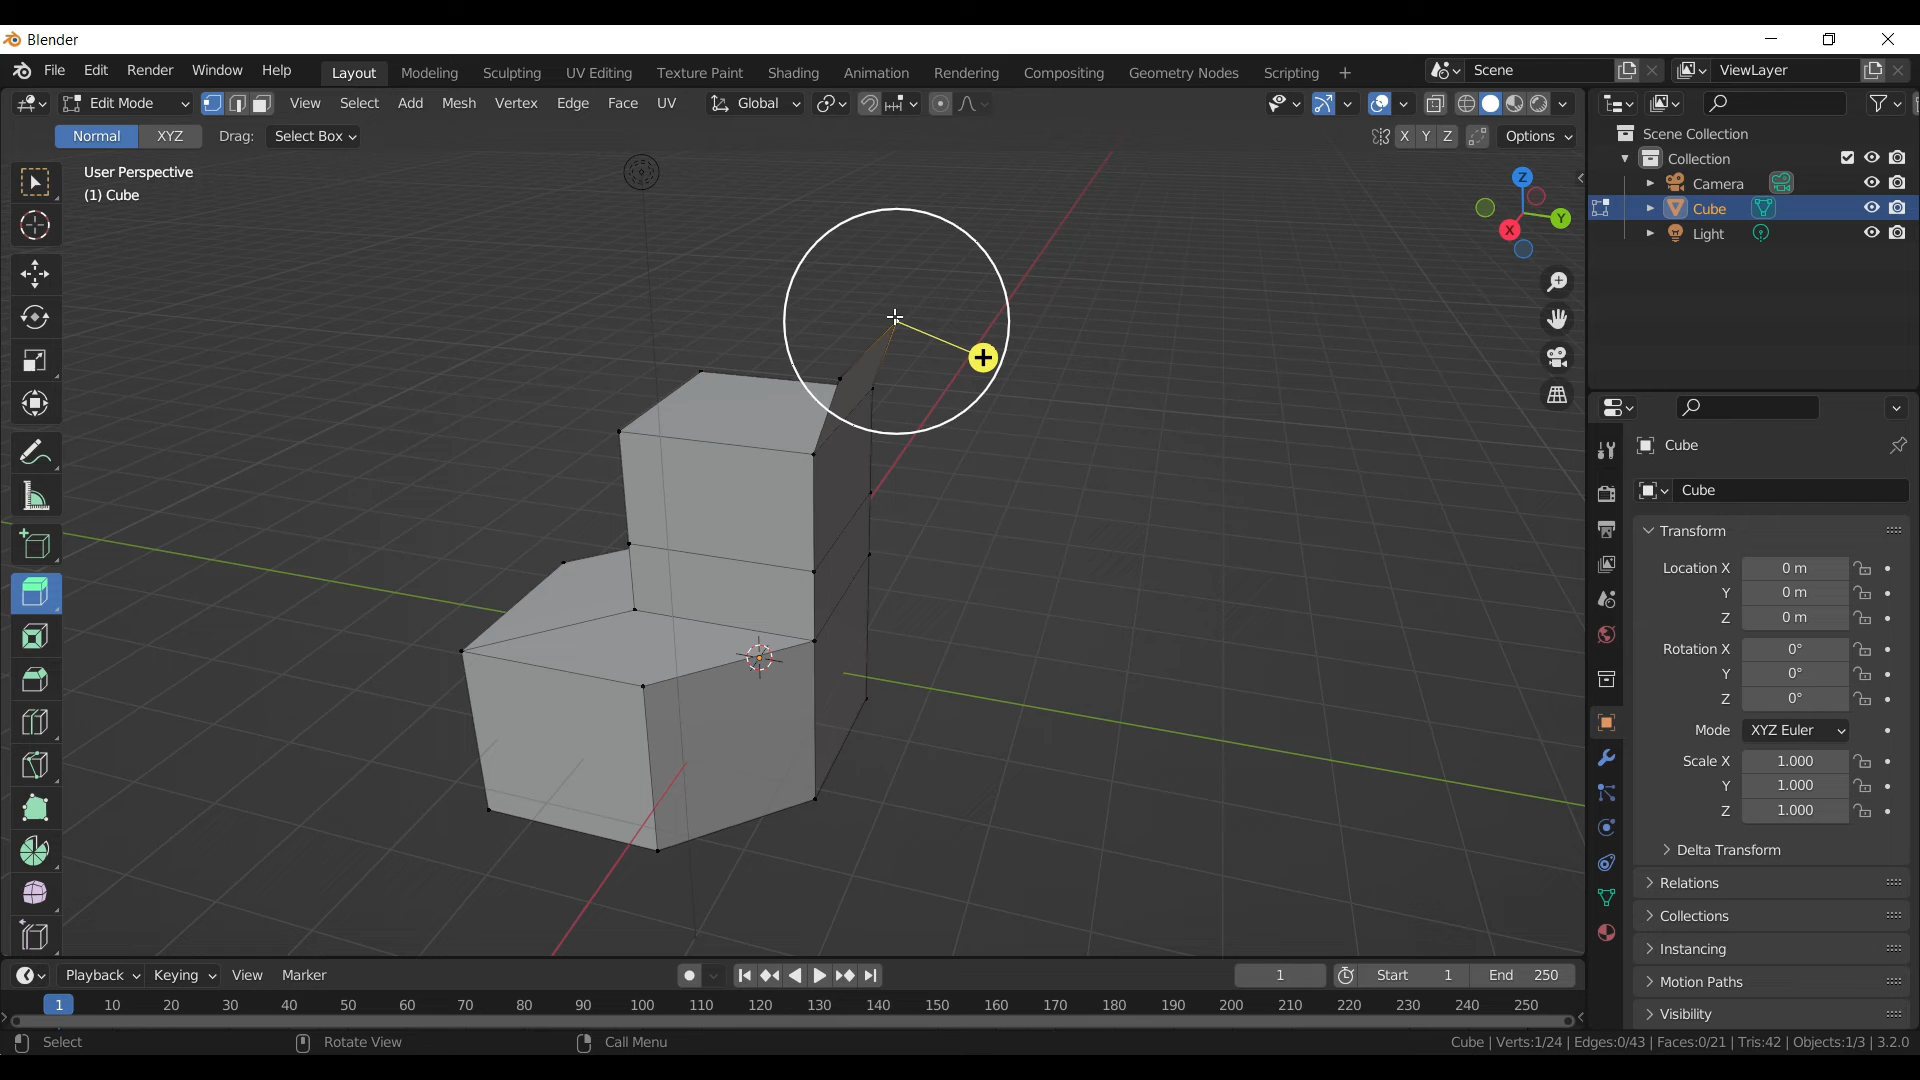 Blender
File Edit Render Window Help Layout Modeling Sculpting UV Editing Texture Paint Shading Animation Rendering Compositing Geometry Nodes Scripting + Scene ViewLayer
Edit Mode View Select Add Mesh Vertex Edge Face UV Global
Normal XYZ Drag: Select Box X Y Z Options
User Perspective
(1) Cube
Z
Y
X
Scene Collection
Collection
Camera
Cube
Light
Cube
Cube
Transform
Location X 0 m
Y 0 m
Z 0 m
Rotation X 0°
Y 0°
Z 0°
Mode XYZ Euler
Scale X 1.000
Y 1.000
Z 1.000
Delta Transform
Relations
Collections
Instancing
Motion Paths
Visibility
Playback Keying View Marker 1 Start 1 End 250
1 10 20 30 40 50 60 70 80 90 100 110 120 130 140 150 160 170 180 190 200 210 220 230 240 250
Select Rotate View Call Menu Cube | Verts:1/24 | Edges:0/43 | Faces:0/21 | Tris:42 | Objects:1/3 | 3.2.0